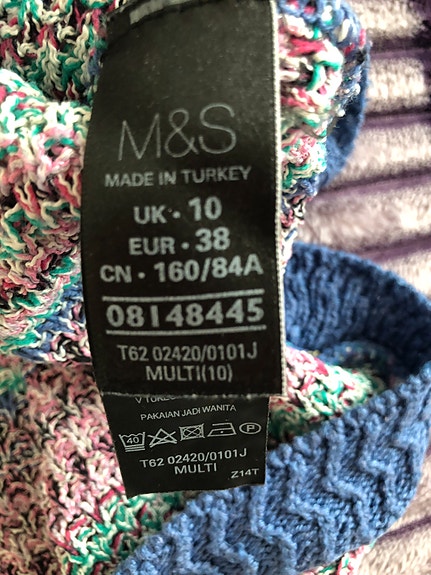 M&S
MADE IN TURKEY
UK • 10
EUR • 38
CN • 160/84A
08148445
T62 02420/0101J
MULTI(10)
PAKAIAN JADI WANITA
40 P
T62 02420/0101J
MULTI
Z14T